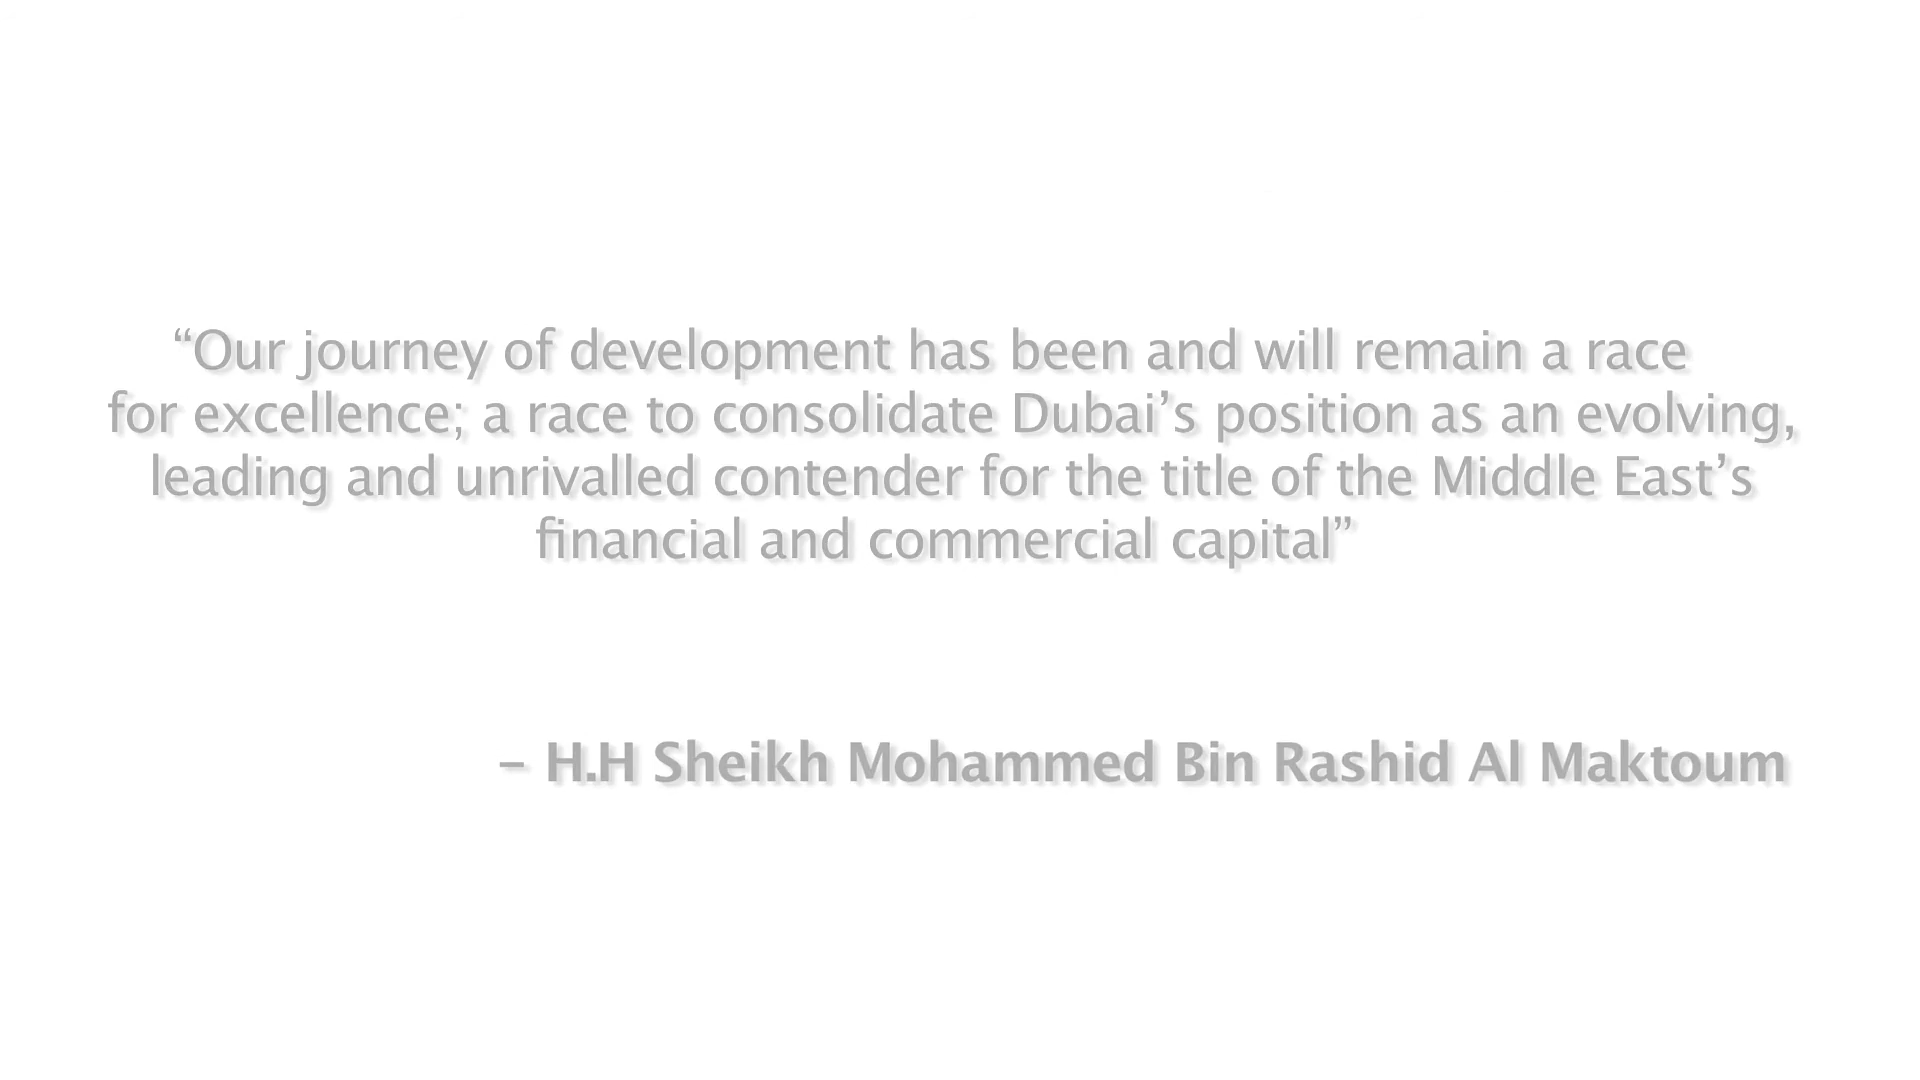 “Our journey of development has been and will remain a race
for excellence; a race to consolidate Dubai’s position as an evolving,
leading and unrivalled contender for the title of the Middle East’s
financial and commercial capital”
– H.H Sheikh Mohammed Bin Rashid Al Maktoum